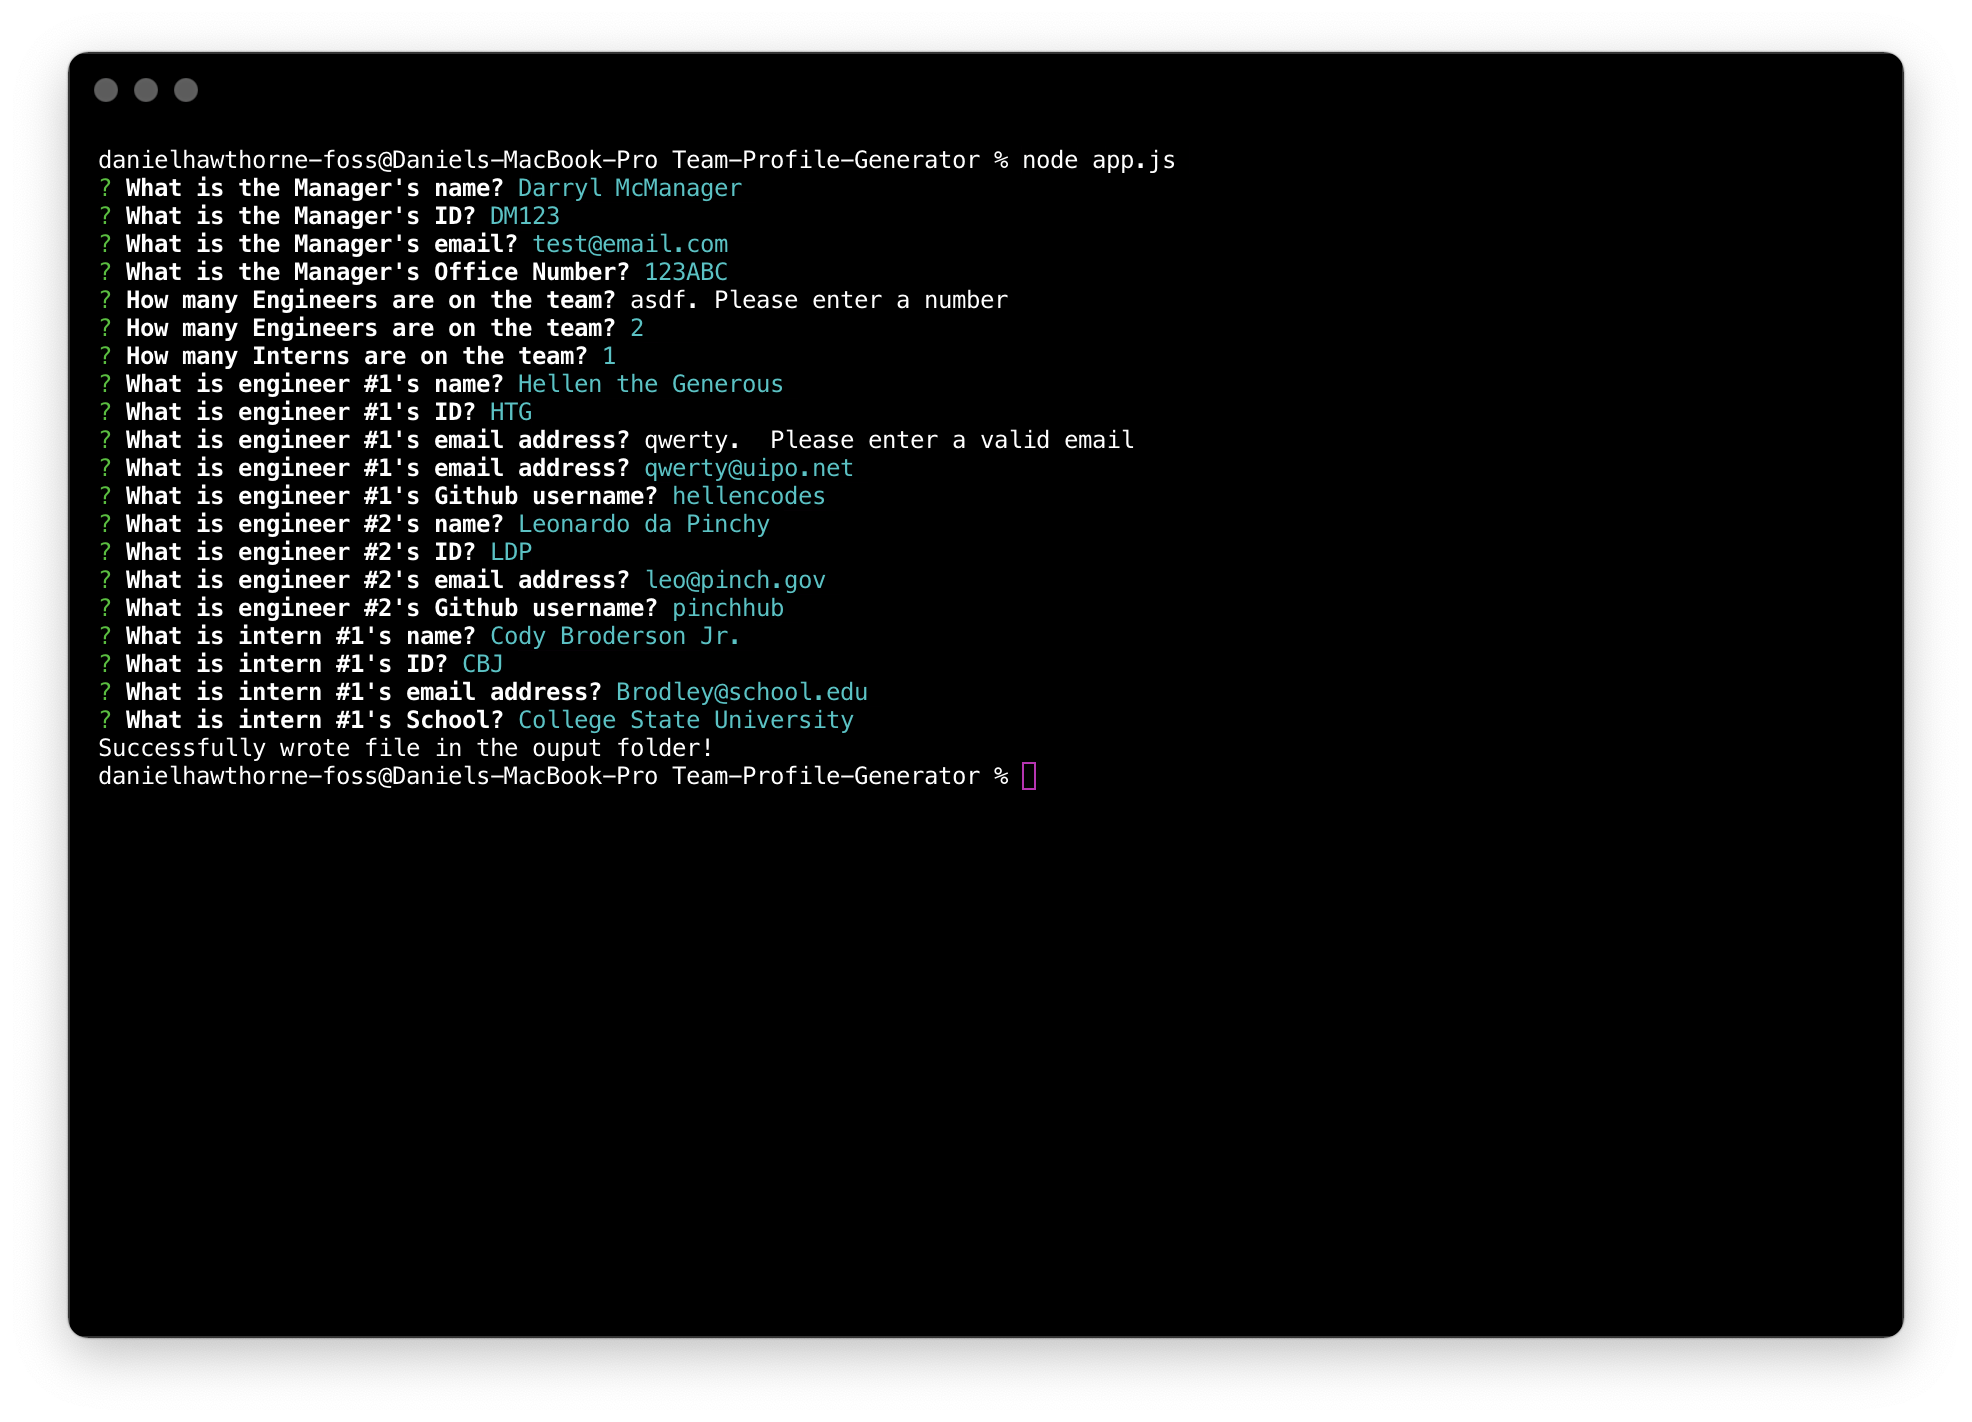 danielhawthorne-foss@Daniels-MacBook-Pro Team-Profile-Generator % node app.js
? What is the Manager's name? Darryl McManager
? What is the Manager's ID? DM123
? What is the Manager's email? test@email.com
? What is the Manager's Office Number? 123ABC
? How many Engineers are on the team? asdf. Please enter a number
? How many Engineers are on the team? 2
? How many Interns are on the team? 1
? What is engineer #1's name? Hellen the Generous
? What is engineer #1's ID? HTG
? What is engineer #1's email address? qwerty.  Please enter a valid email
? What is engineer #1's email address? qwerty@uipo.net
? What is engineer #1's Github username? hellencodes
? What is engineer #2's name? Leonardo da Pinchy
? What is engineer #2's ID? LDP
? What is engineer #2's email address? leo@pinch.gov
? What is engineer #2's Github username? pinchhub
? What is intern #1's name? Cody Broderson Jr.
? What is intern #1's ID? CBJ
? What is intern #1's email address? Brodley@school.edu
? What is intern #1's School? College State University
Successfully wrote file in the ouput folder!
danielhawthorne-foss@Daniels-MacBook-Pro Team-Profile-Generator %